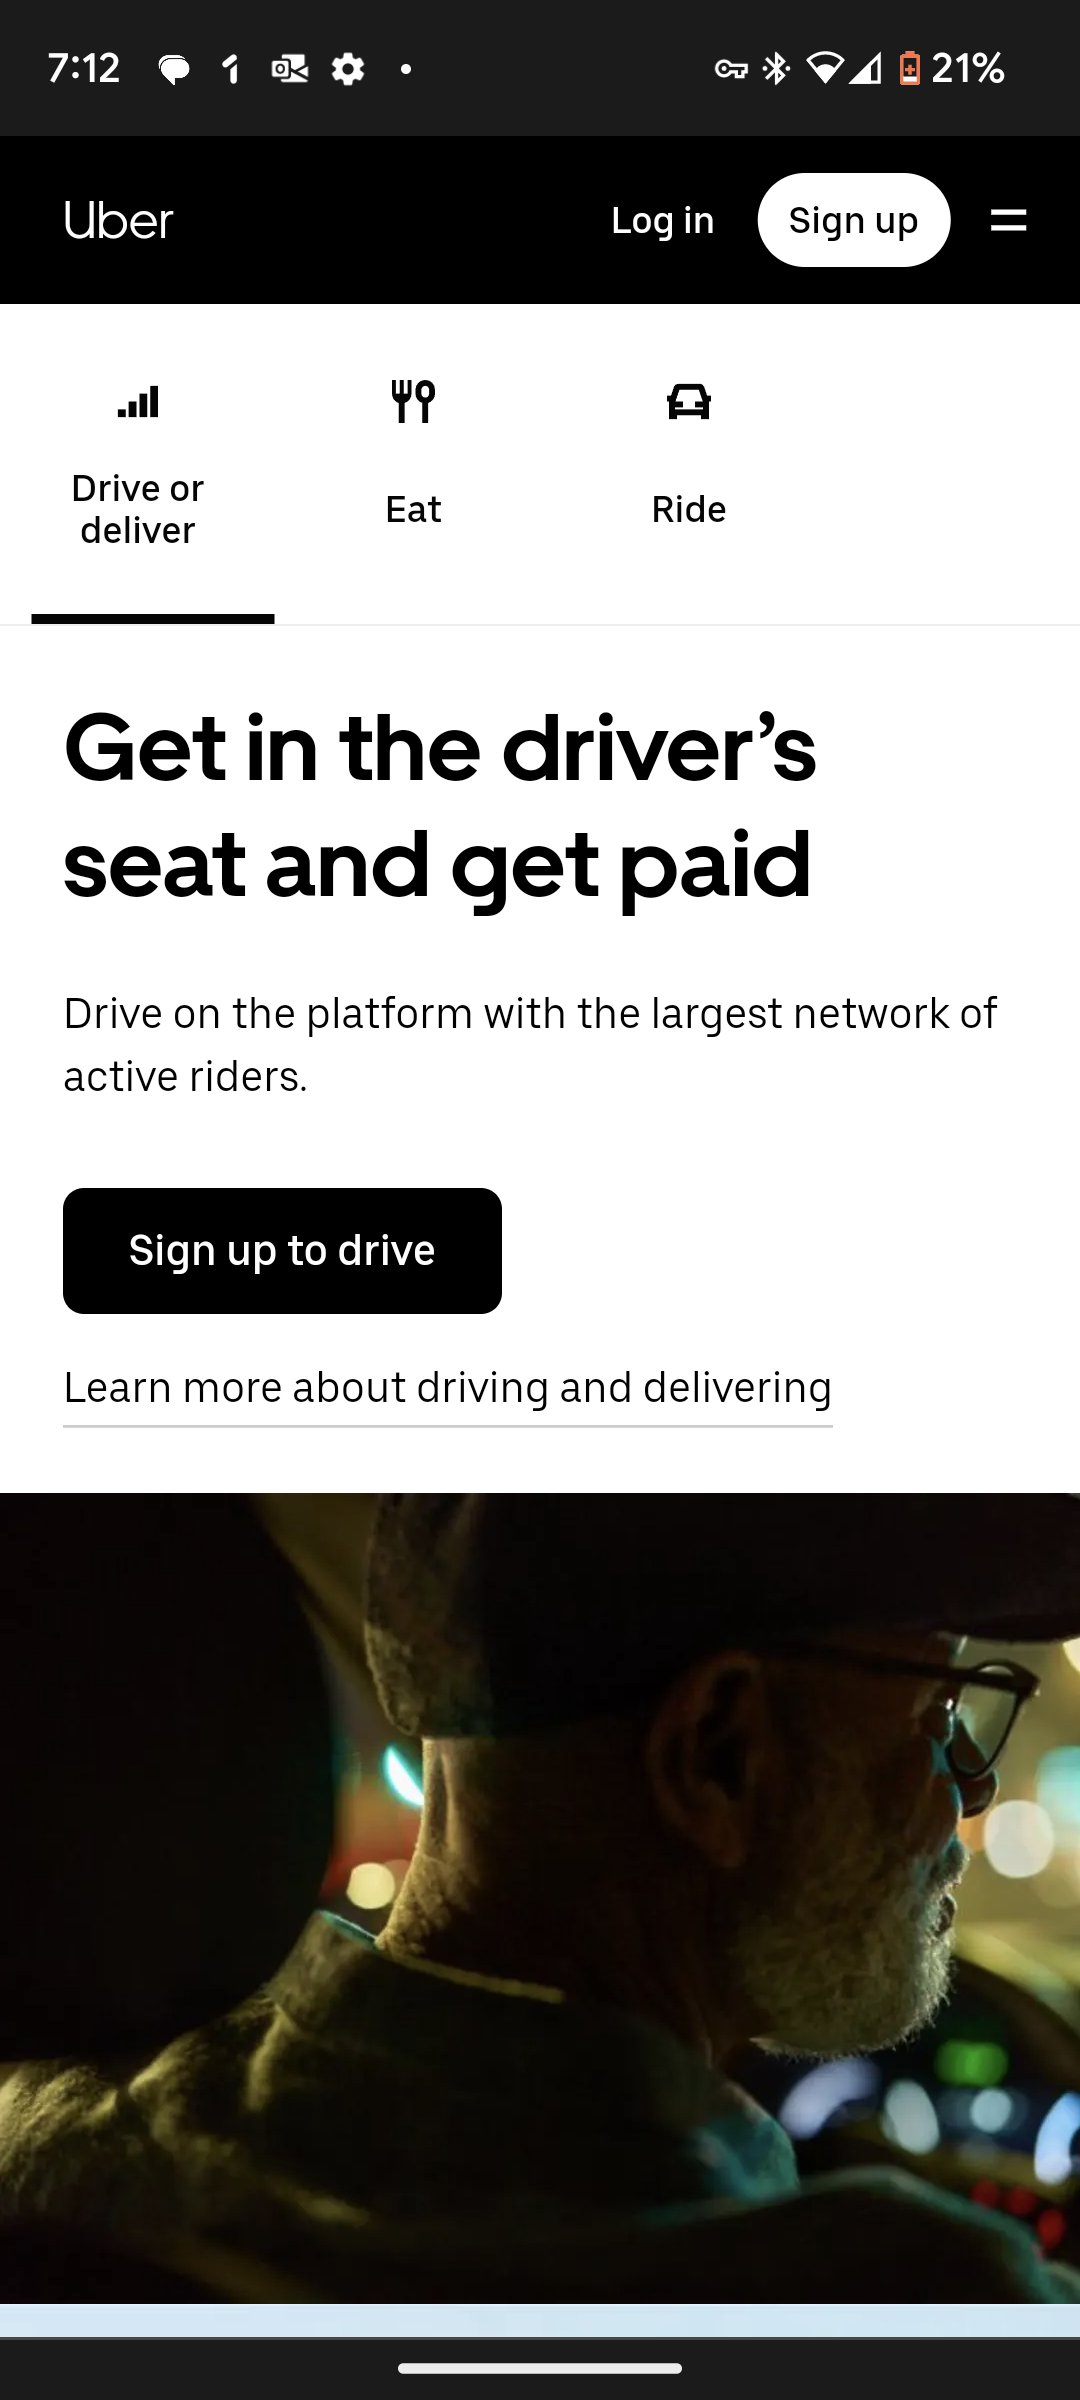 7:12
21%
Uber
Log in
Sign up
Drive or
deliver
Eat
Ride
Get in the driver’s
seat and get paid
Drive on the platform with the largest network of
active riders.
Sign up to drive
Learn more about driving and delivering